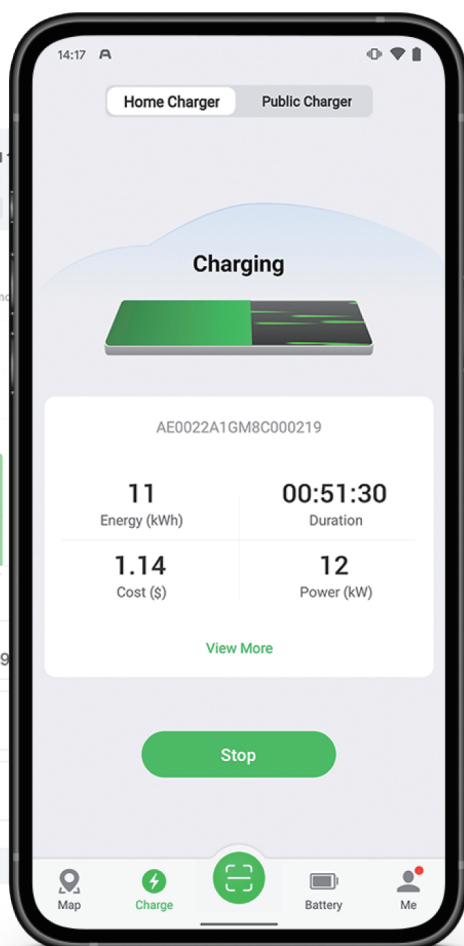 14:17
Home Charger Public Charger
Charging
AE0022A1GM8C000219
11 00:51:30
Energy (kWh) Duration
1.14 12
Cost ($) Power (kW)
View More
Stop
Map Charge Battery Me